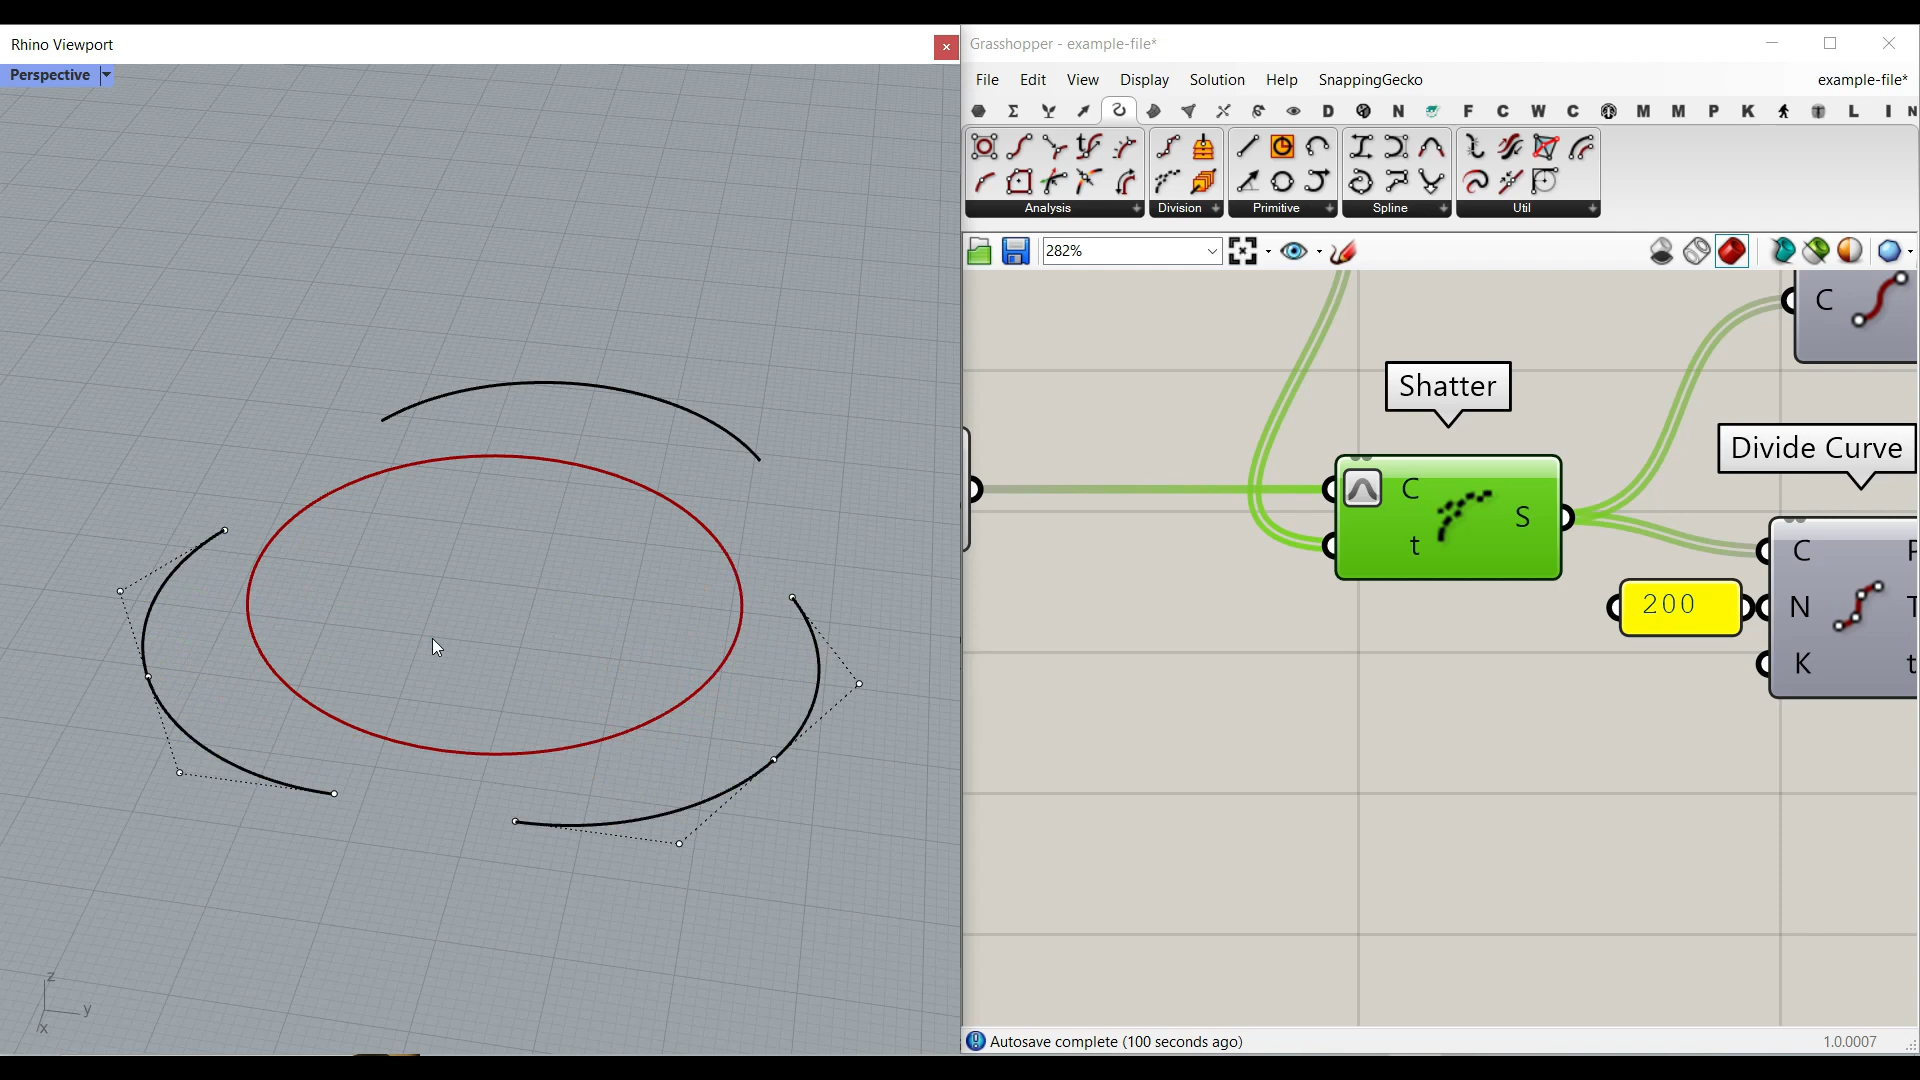 Rhino Viewport
Perspective
z
y
x
Grasshopper - example-file*
File Edit View Display Solution Help SnappingGecko example-file*
D N F C W C M M P K L I N
Analysis Division Primitive Spline Util
282%
C
Shatter
Divide Curve
C
t
S
C
N
K
P
T
t
200
Autosave complete (100 seconds ago)
1.0.0007